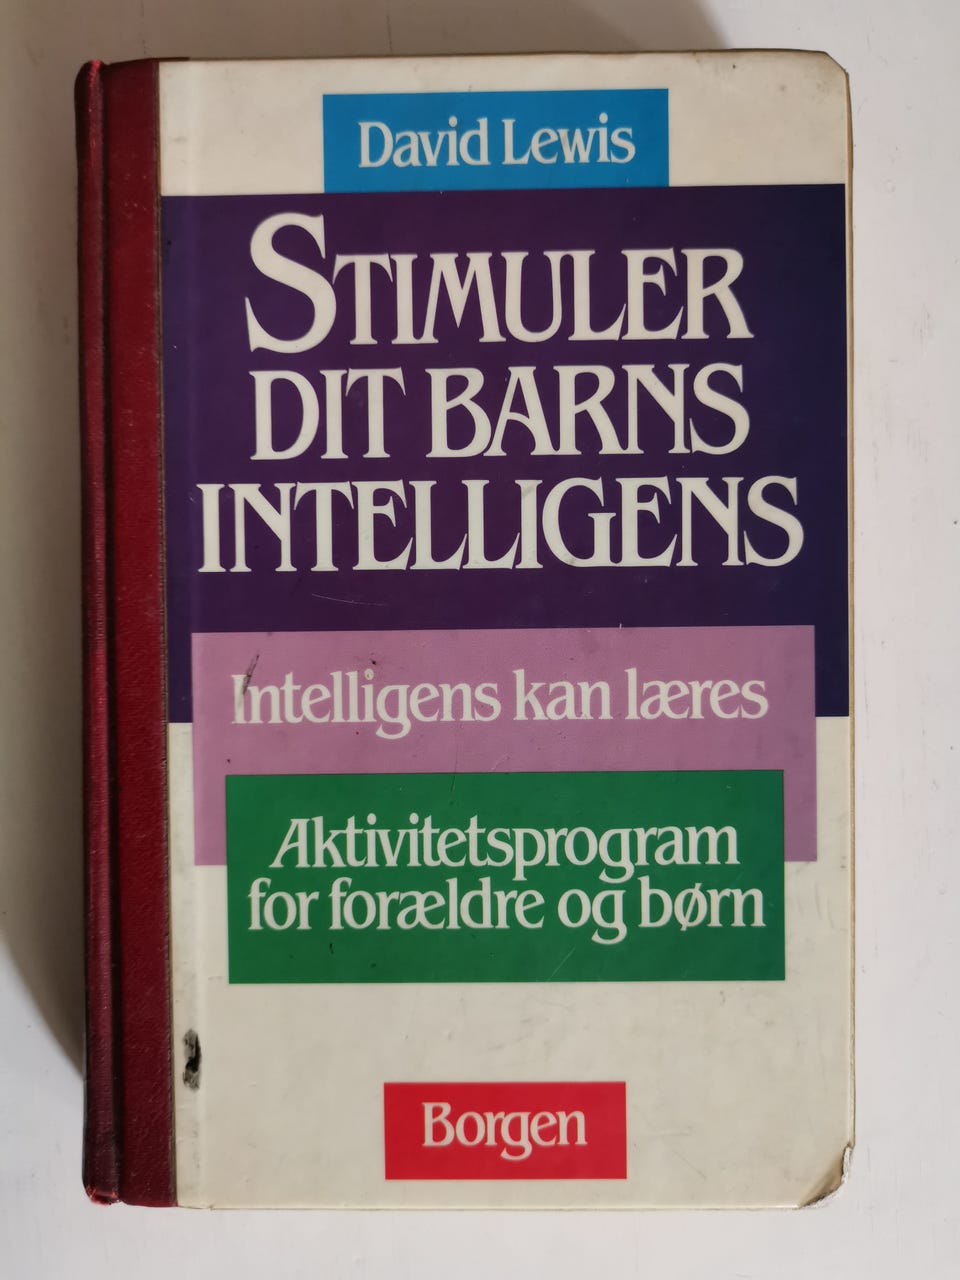 David Lewis
STIMULER
DIT BARNS
INTELLIGENS
Intelligens kan læres
Aktivitetsprogram
for forældre og børn
Borgen